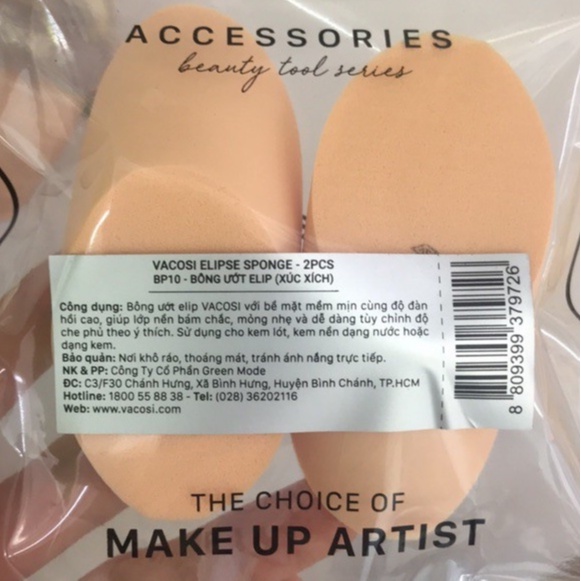 ACCESSORIES
beauty tool series
VACOSI ELIPSE SPONGE - 2PCS
BP10 - BÔNG ƯỚT ELIP (XÚC XÍCH)
Công dụng: Bông ướt elip VACOSI với bề mặt mềm mịn cùng độ đàn
hồi cao, giúp lớp nền bám chắc, mỏng nhẹ và dễ dàng tùy chỉnh độ
che phủ theo ý thích. Sử dụng cho kem lót, kem nền dạng nước hoặc
dạng kem.
Bảo quản: Nơi khô ráo, thoáng mát, tránh ánh nắng trực tiếp.
NK & PP: Công Ty Cổ Phần Green Mode
ĐC: C3/F30 Chánh Hưng, Xã Bình Hưng, Huyện Bình Chánh, TP.HCM
Hotline: 1800 55 88 38 - Tel: (028) 36202116
Web: www.vacosi.com
8 809399 379726
THE CHOICE OF
MAKE UP ARTIST